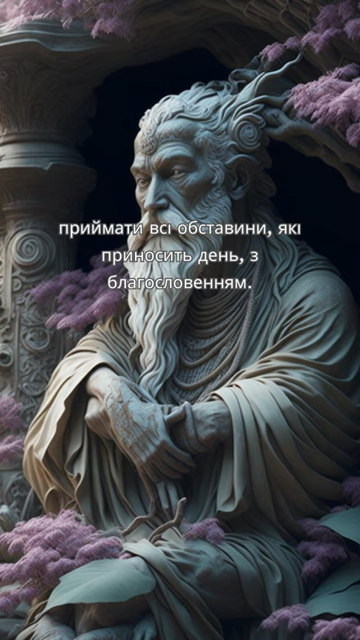 приймати всі обставини, які
приносить день, з
благословенням.